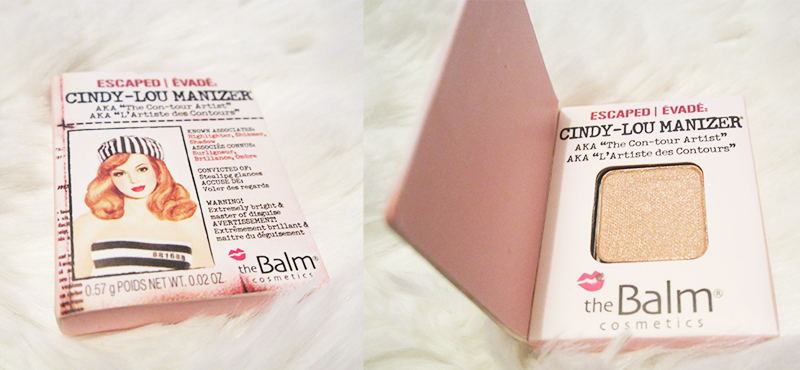 ESCAPED | ÉVADÉ:
CINDY-LOU MANIZER
AKA "The Con-tour Artist"
AKA "L'Artiste des Contours"
KNOWN ASSOCIATES:
Highlighter, Shimmer,
Shadow
ASSOCIÉS CONNUS:
Surligneur,
Brillance, Ombre
CONVICTED OF:
Stealing glances
ACCUSÉ DE:
Voler des regards
WARNING!
Extremely bright &
master of disguise
AVERTISSEMENT!
Extrêmement brillant &
maître du déguisement
081688
theBalm®
cosmetics
0.57 g POIDS NET WT. 0.02 OZ.
ESCAPED | ÉVADÉ:
CINDY-LOU MANIZER
AKA "The Con-tour Artist"
AKA "L'Artiste des Contours"
theBalm®
cosmetics